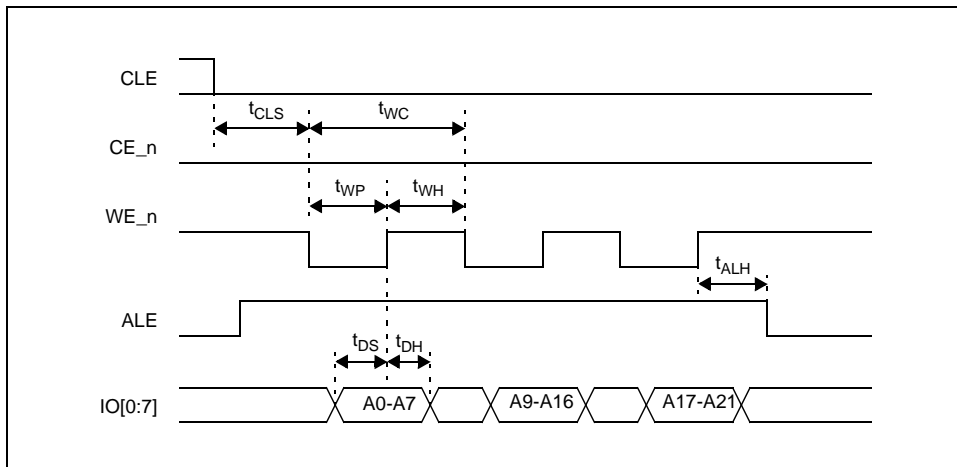 CLE
tCLS tWC
CE_n
tWP tWH
WE_n
tALH
ALE
tDS tDH
IO[0:7] A0-A7 A9-A16 A17-A21